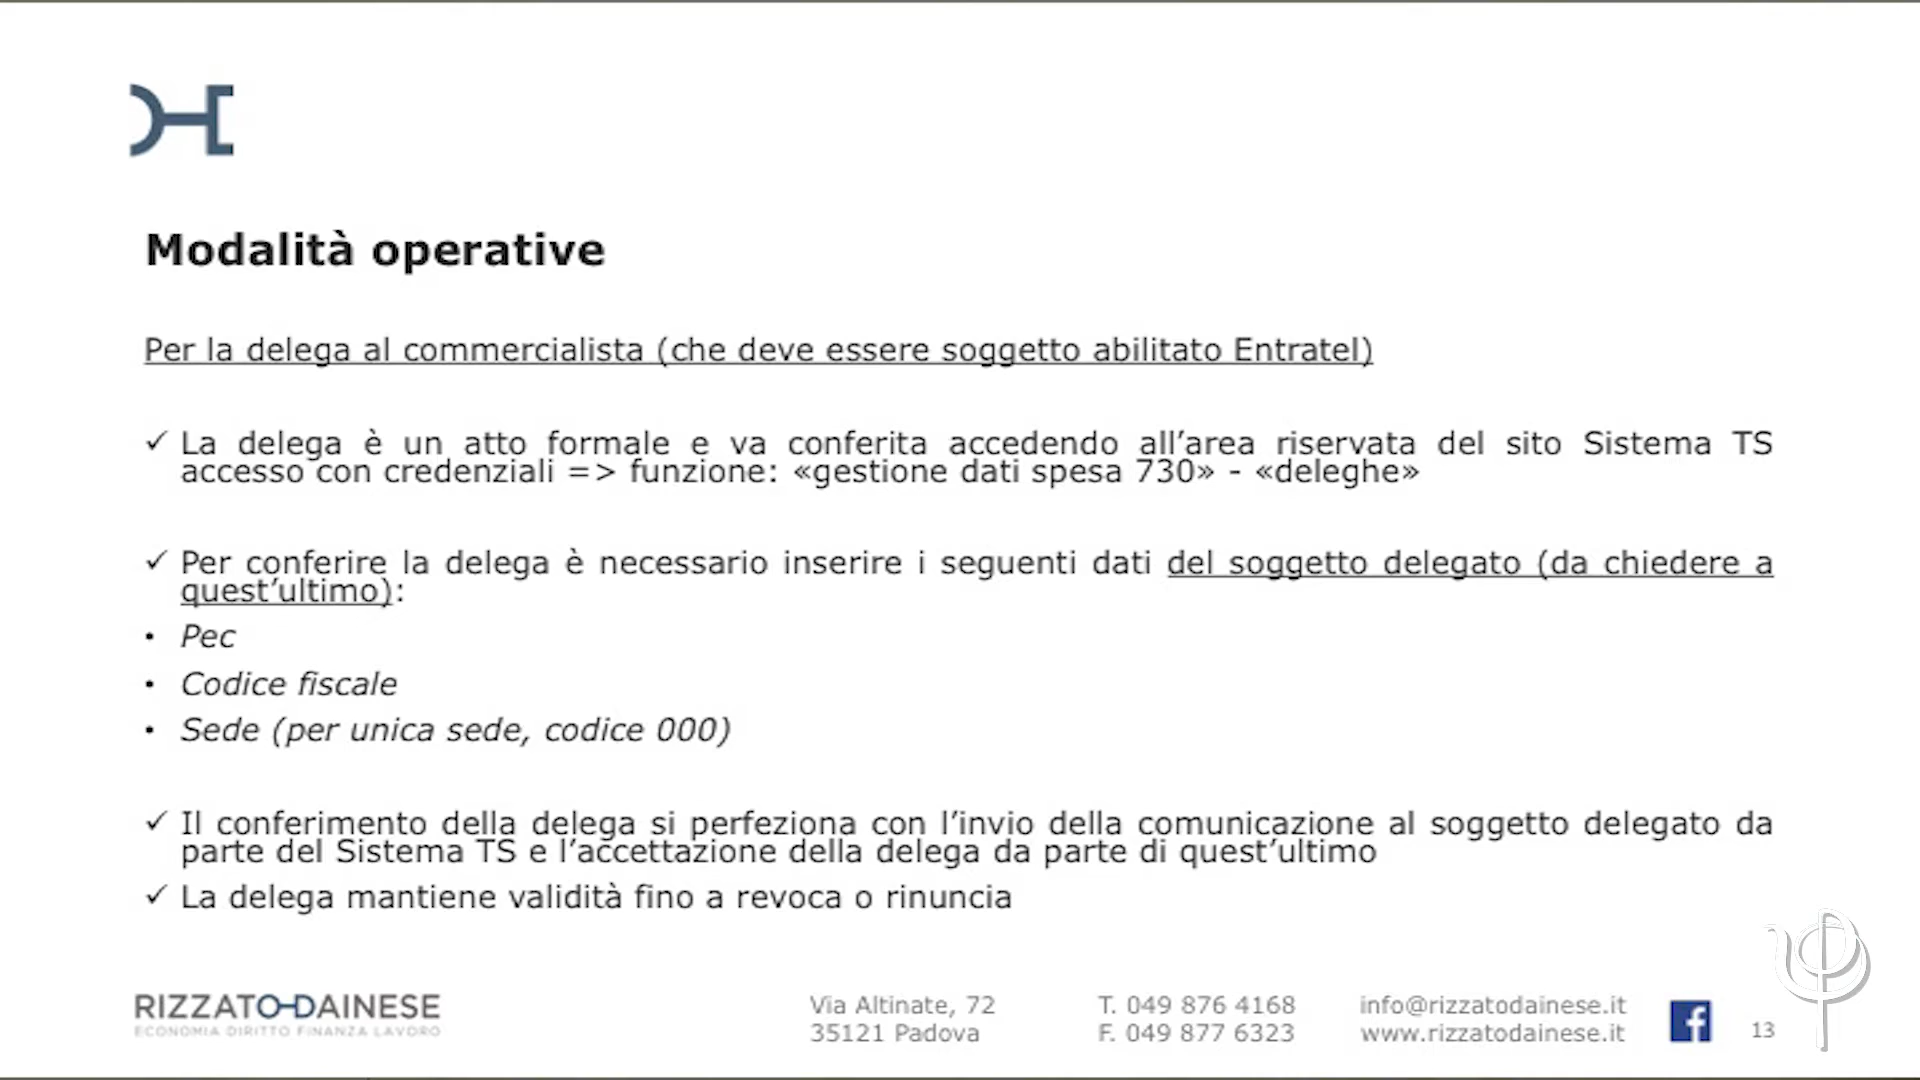 Modalità operative
Per la delega al commercialista (che deve essere soggetto abilitato Entratel)
✓ La delega è un atto formale e va conferita accedendo all’area riservata del sito Sistema TS
accesso con credenziali => funzione: «gestione dati spesa 730» - «deleghe»
✓ Per conferire la delega è necessario inserire i seguenti dati del soggetto delegato (da chiedere a
quest’ultimo):
• Pec
• Codice fiscale
• Sede (per unica sede, codice 000)
✓ Il conferimento della delega si perfeziona con l’invio della comunicazione al soggetto delegato da
parte del Sistema TS e l’accettazione della delega da parte di quest’ultimo
✓ La delega mantiene validità fino a revoca o rinuncia
RIZZATO-DAINESE
ECONOMIA DIRITTO FINANZA LAVORO
Via Altinate, 72
35121 Padova
T. 049 876 4168
F. 049 877 6323
info@rizzatodainese.it
www.rizzatodainese.it
13